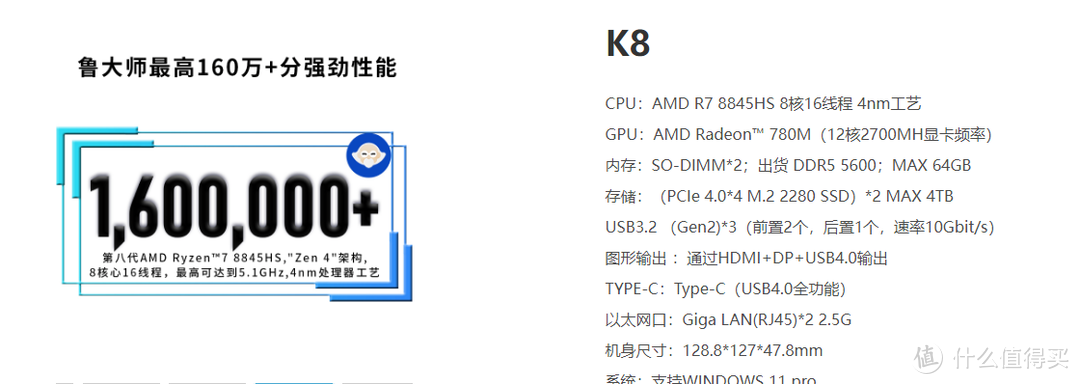 鲁大师最高160万+分强劲性能
1,600,000+
第八代AMD Ryzen™7 8845HS,"Zen 4"架构,
8核心16线程，最高可达到5.1GHz,4nm处理器工艺
K8
CPU：AMD R7 8845HS 8核16线程 4nm工艺
GPU：AMD Radeon™ 780M（12核2700MH显卡频率）
内存：SO-DIMM*2；出货 DDR5 5600；MAX 64GB
存储：（PCIe 4.0*4 M.2 2280 SSD）*2 MAX 4TB
USB3.2 （Gen2)*3（前置2个，后置1个，速率10Gbit/s）
图形输出 ：通过HDMI+DP+USB4.0输出
TYPE-C：Type-C（USB4.0全功能）
以太网口：Giga LAN(RJ45)*2 2.5G
机身尺寸：128.8*127*47.8mm
系统：支持WINDOWS 11 pro
值 什么值得买